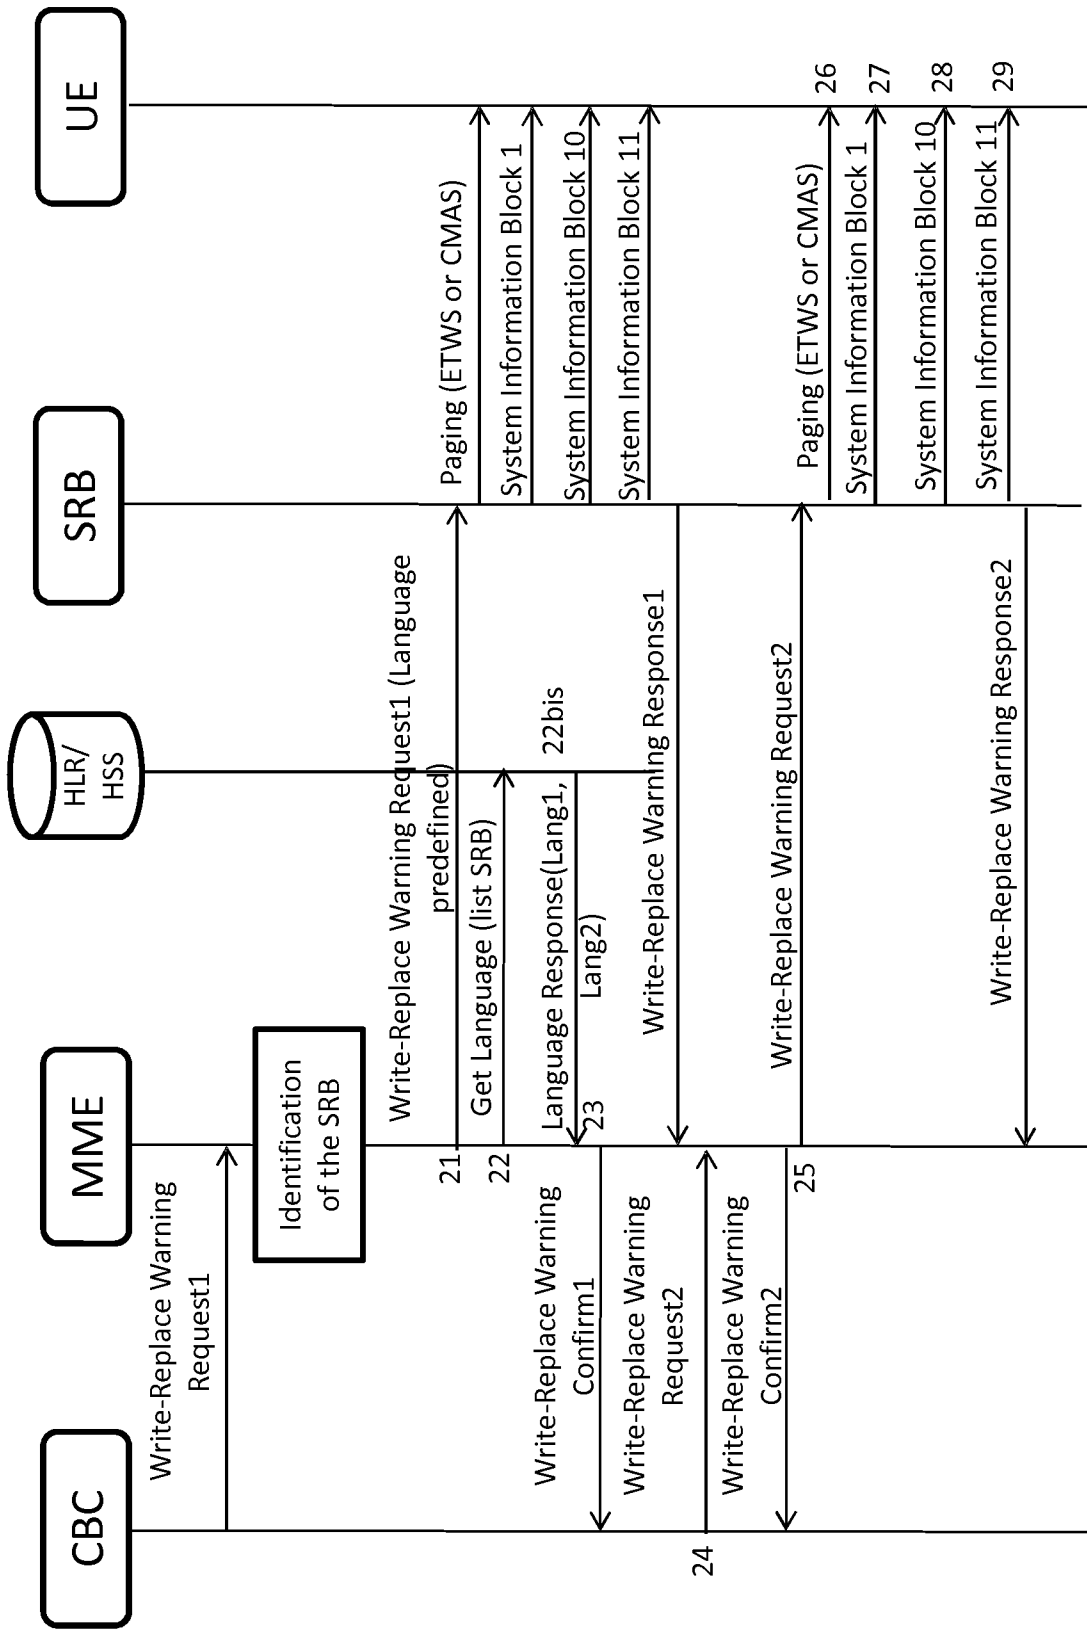 CBC
MME
HLR/
HSS
SRB
UE
Write-Replace Warning
Request1
Identification
of the SRB
Write-Replace Warning Request1 (Language
predefined)
21
Paging (ETWS or CMAS)
Get Language (list SRB)
22
System Information Block 1
Language Response(Lang1,
Lang2)
22bis
23
System Information Block 10
Write-Replace Warning
Confirm1
System Information Block 11
Write-Replace Warning Response1
Write-Replace Warning
Request2
24
Write-Replace Warning
Confirm2
Write-Replace Warning Request2
25
Paging (ETWS or CMAS)
26
System Information Block 1
27
System Information Block 10
28
System Information Block 11
29
Write-Replace Warning Response2